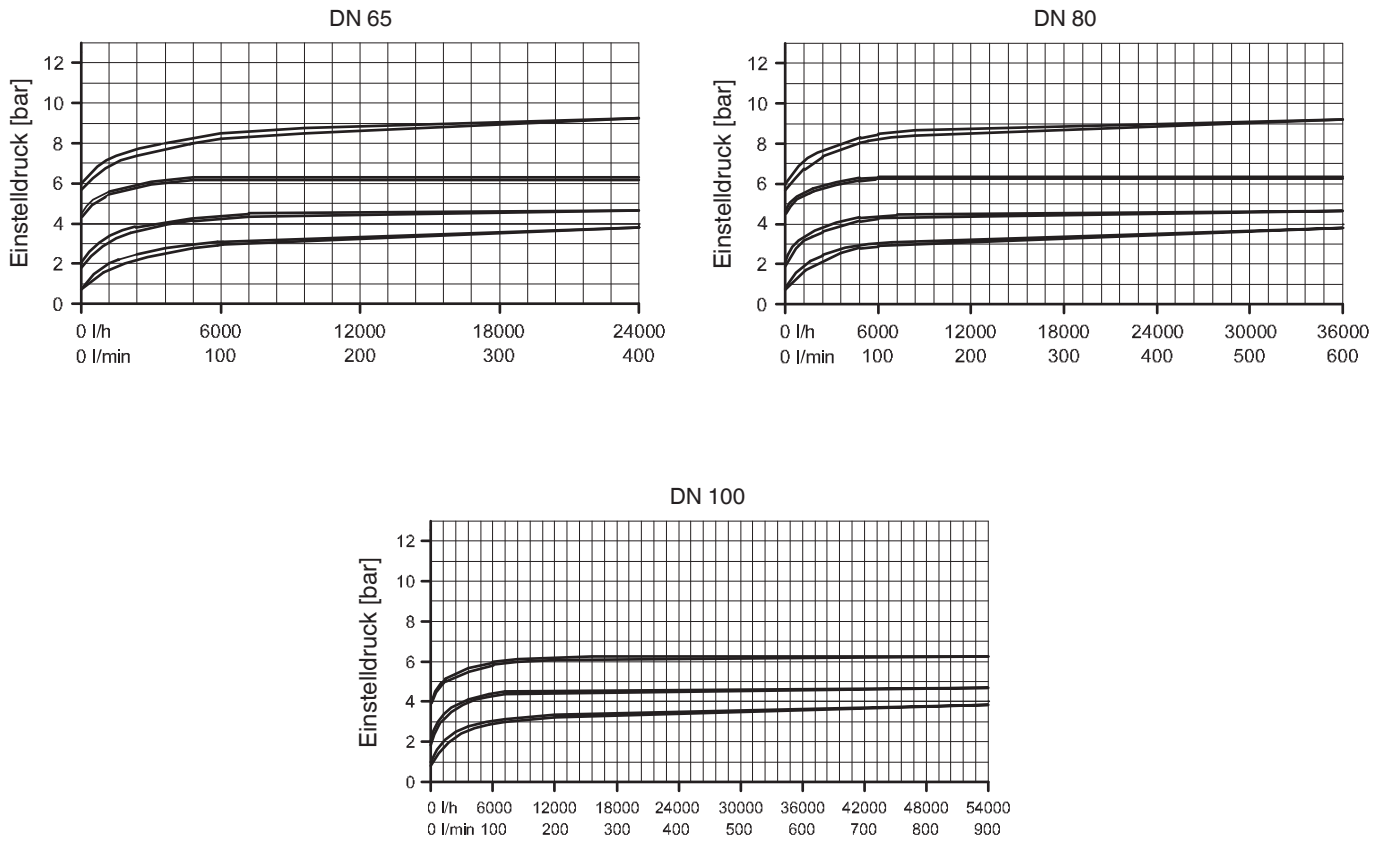 DN 65
Einstelldruck [bar]
12
10
8
6
4
2
0
0 l/h 6000 12000 18000 24000
0 l/min 100 200 300 400
DN 80
Einstelldruck [bar]
12
10
8
6
4
2
0
0 l/h 6000 12000 18000 24000 30000 36000
0 l/min 100 200 300 400 500 600
DN 100
Einstelldruck [bar]
12
10
8
6
4
2
0
0 l/h 6000 12000 18000 24000 30000 36000 42000 48000 54000
0 l/min 100 200 300 400 500 600 700 800 900